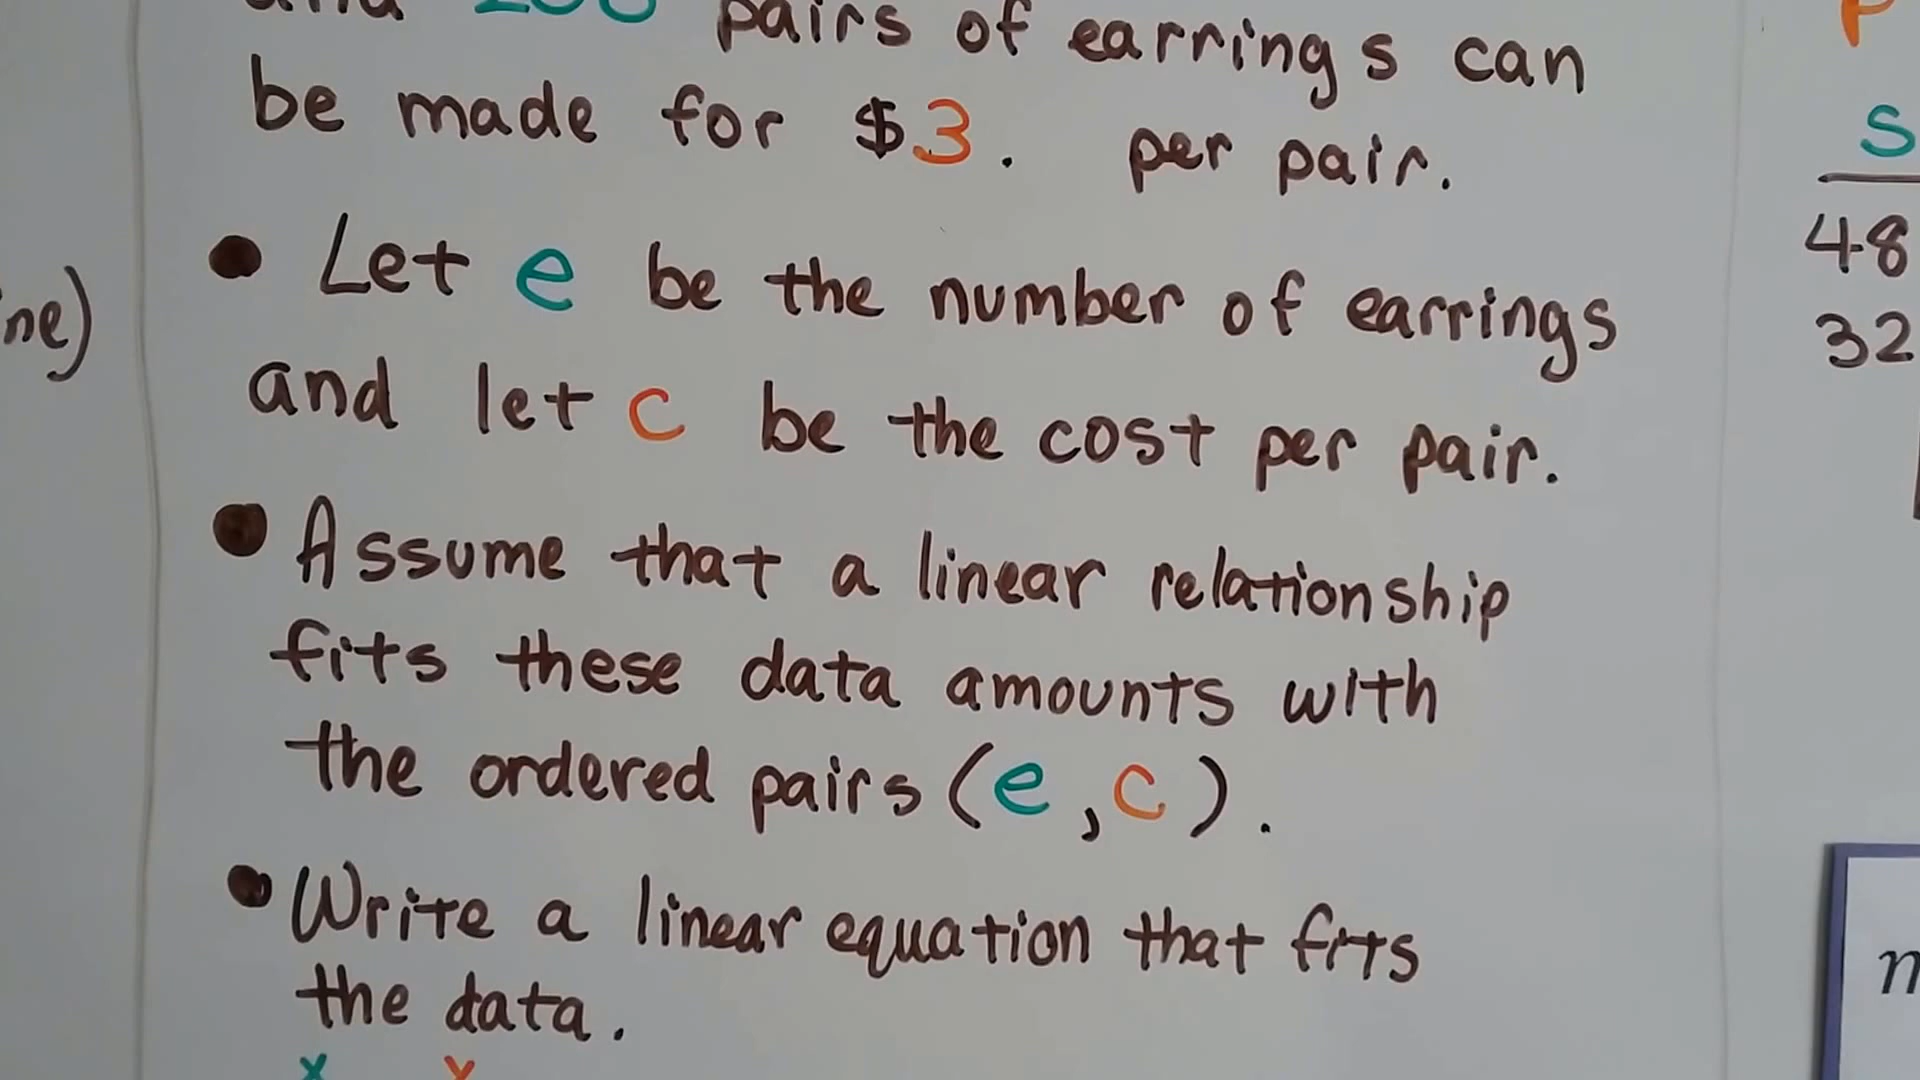 pairs of earrings can
be made for $3. per pair.
• Let e be the number of earrings
and let c be the cost per pair.
• Assume that a linear relationship
fits these data amounts with
the ordered pairs (e, c).
• Write a linear equation that fits
the data.
x y
ne)
P
S
48
32
n